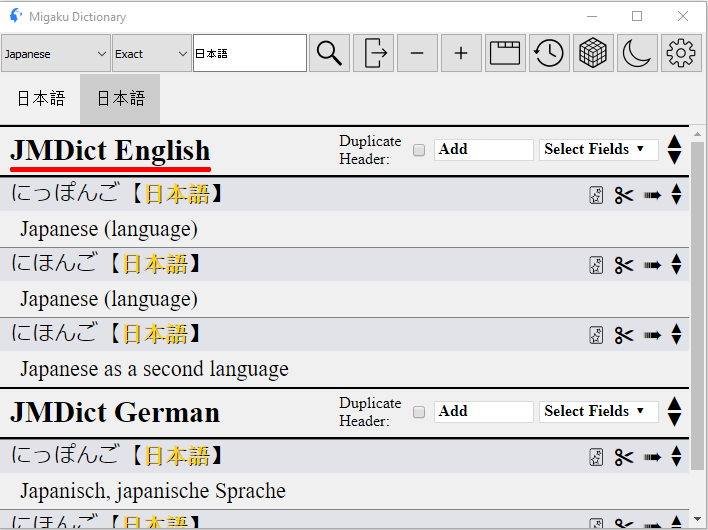 Migaku Dictionary
Japanese Exact 日本語
日本語 日本語
JMDict English Duplicate Header: Add Select Fields
にっぽんご【日本語】
Japanese (language)
にほんご【日本語】
Japanese (language)
にほんご【日本語】
Japanese as a second language
JMDict German Duplicate Header: Add Select Fields
にっぽんご【日本語】
Japanisch, japanische Sprache
にほんご【日本語】